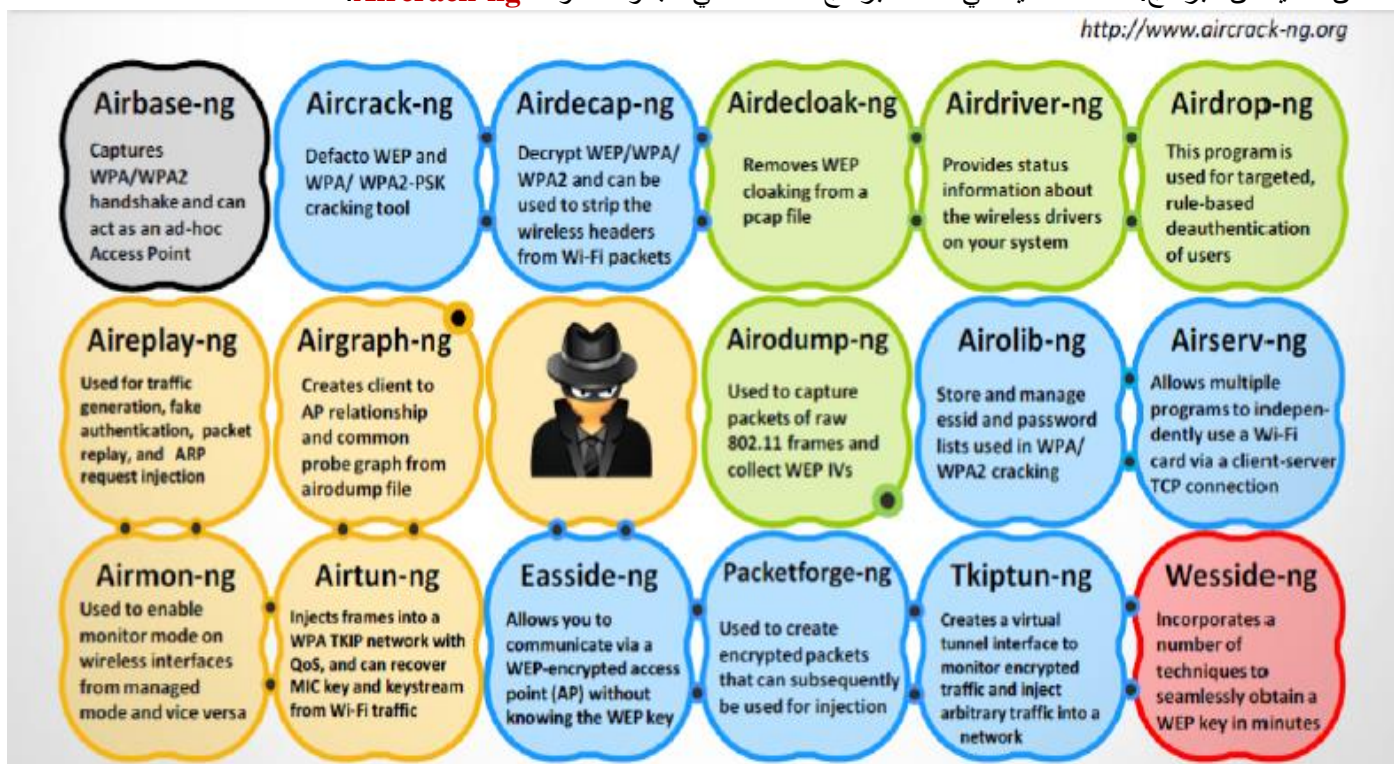 Aircrack-ng
http://www.aircrack-ng.org
Airbase-ng
Captures
WPA/WPA2
handshake and can
act as an ad-hoc
Access Point
Aircrack-ng
Defacto WEP and
WPA/ WPA2-PSK
cracking tool
Airdecap-ng
Decrypt WEP/WPA/
WPA2 and can be
used to strip the
wireless headers
from Wi-Fi packets
Airdecloak-ng
Removes WEP
cloaking from a
pcap file
Airdriver-ng
Provides status
information about
the wireless drivers
on your system
Airdrop-ng
This program is
used for targeted,
rule-based
deauthentication
of users
Aireplay-ng
Used for traffic
generation, fake
authentication, packet
replay, and ARP
request injection
Airgraph-ng
Creates client to
AP relationship
and common
probe graph from
airodump file
Airodump-ng
Used to capture
packets of raw
802.11 frames and
collect WEP IVs
Airolib-ng
Store and manage
essid and password
lists used in WPA/
WPA2 cracking
Airserv-ng
Allows multiple
programs to indepen-
dently use a Wi-Fi
card via a client-server
TCP connection
Airmon-ng
Used to enable
monitor mode on
wireless interfaces
from managed
mode and vice versa
Airtun-ng
Injects frames into a
WPA TKIP network with
QoS, and can recover
MIC key and keystream
from Wi-Fi traffic
Easside-ng
Allows you to
communicate via a
WEP-encrypted access
point (AP) without
knowing the WEP key
Packetforge-ng
Used to create
encrypted packets
that can subsequently
be used for injection
Tkiptun-ng
Creates a virtual
tunnel interface to
monitor encrypted
traffic and inject
arbitrary traffic into a
network
Wesside-ng
Incorporates a
number of
techniques to
seamlessly obtain a
WEP key in minutes